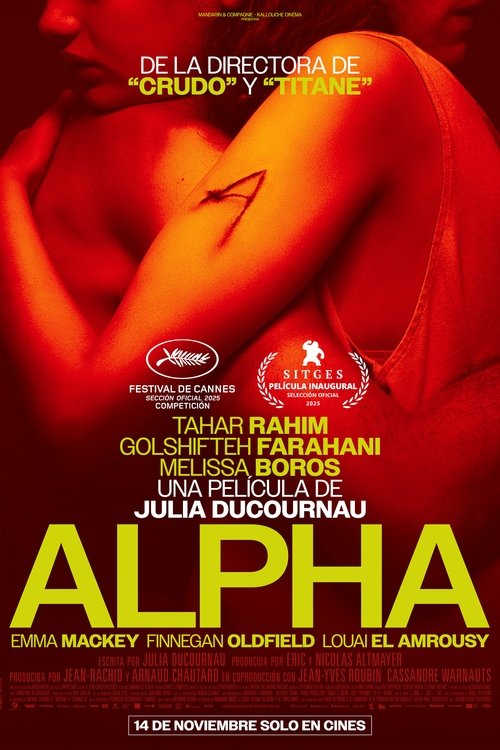 MANDARIN & COMPAGNIE - KALLOUCHE CINÉMA
PRESENTAN
DE LA DIRECTORA DE
“CRUDO” Y “TITANE”
FESTIVAL DE CANNES
SECCIÓN OFICIAL 2025
COMPETICIÓN
SITGES
PELÍCULA INAUGURAL
SELECCIÓN OFICIAL
2025
TAHAR RAHIM
GOLSHIFTEH FARAHANI
MELISSA BOROS
UNA PELÍCULA DE
JULIA DUCOURNAU
ALPHA
EMMA MACKEY FINNEGAN OLDFIELD LOUAI EL AMROUSY
ESCRITA POR JULIA DUCOURNAU PRODUCIDA POR ERIC Y NICOLAS ALTMAYER
PRODUCIDA POR JEAN-RACHID Y ARNAUD CHAUTARD EN COPRODUCCIÓN CON JEAN-YVES ROUBIN CASSANDRE WARNAUTS
14 DE NOVIEMBRE SOLO EN CINES